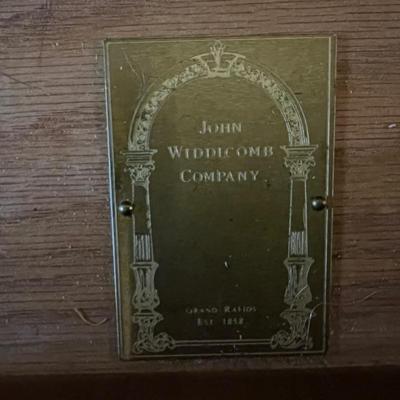 JOHN
WIDDICOMB
COMPANY
GRAND RAPIDS
EST. 1858